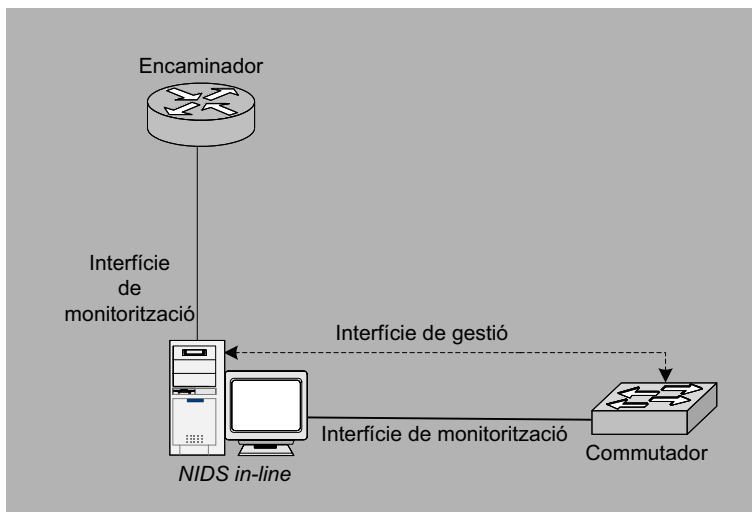 Encaminador
Interfície
de
monitorització
Interfície de gestió
Interfície de monitorització
Commutador
NIDS in-line